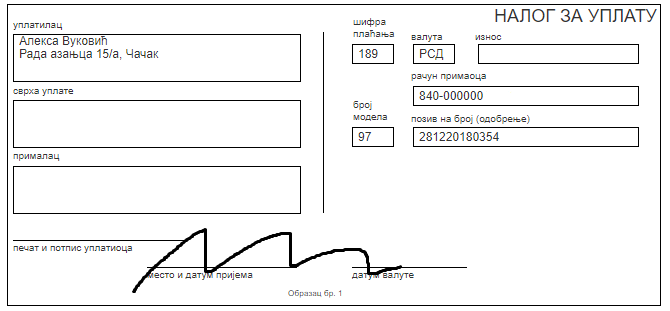 НАЛОГ ЗА УПЛАТУ
уплатилац
Алекса Вуковић
Рада азањца 15/а, Чачак
сврха уплате
прималац
печат и потпис уплатиоца
место и датум пријема
шифра
плаћања
валута
износ
189
РСД
рачун примаоца
840-000000
број
модела
позив на број (одобрење)
97
281220180354
датум валуте
Образац бр. 1